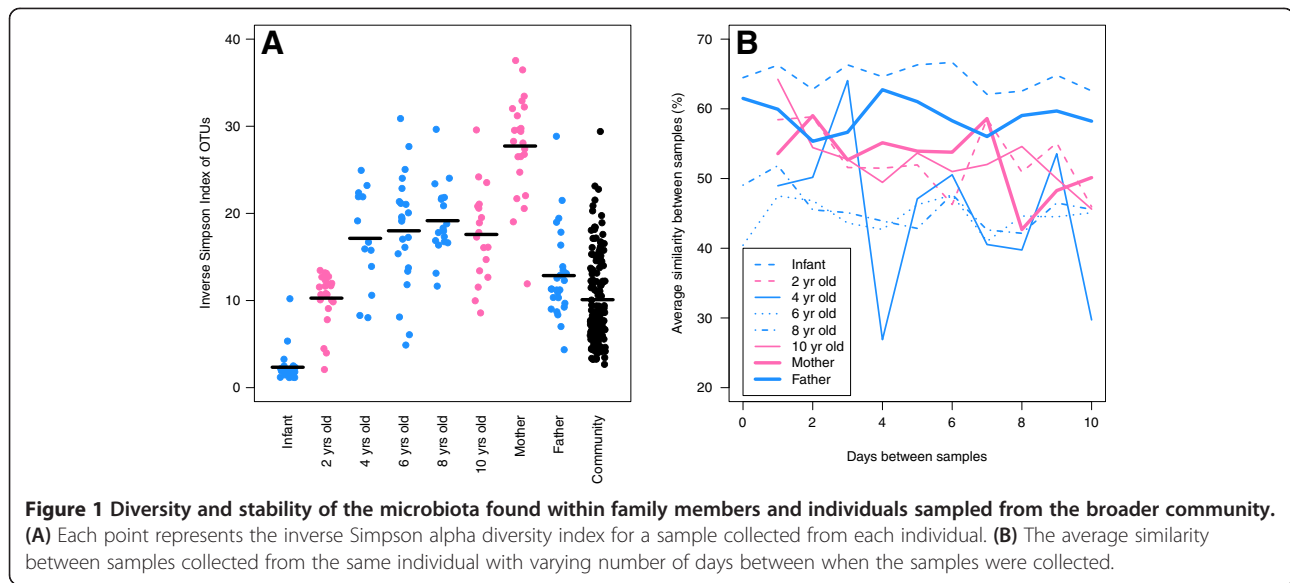 A
Inverse Simpson Index of OTUs
40
30
20
10
0
Infant
2 yrs old
4 yrs old
6 yrs old
8 yrs old
10 yrs old
Mother
Father
Community
B
Average similarity between samples (%)
70
60
50
40
30
20
Infant
2 yr old
4 yr old
6 yr old
8 yr old
10 yr old
Mother
Father
0 2 4 6 8 10
Days between samples
Figure 1 Diversity and stability of the microbiota found within family members and individuals sampled from the broader community.
(A) Each point represents the inverse Simpson alpha diversity index for a sample collected from each individual. (B) The average similarity
between samples collected from the same individual with varying number of days between when the samples were collected.